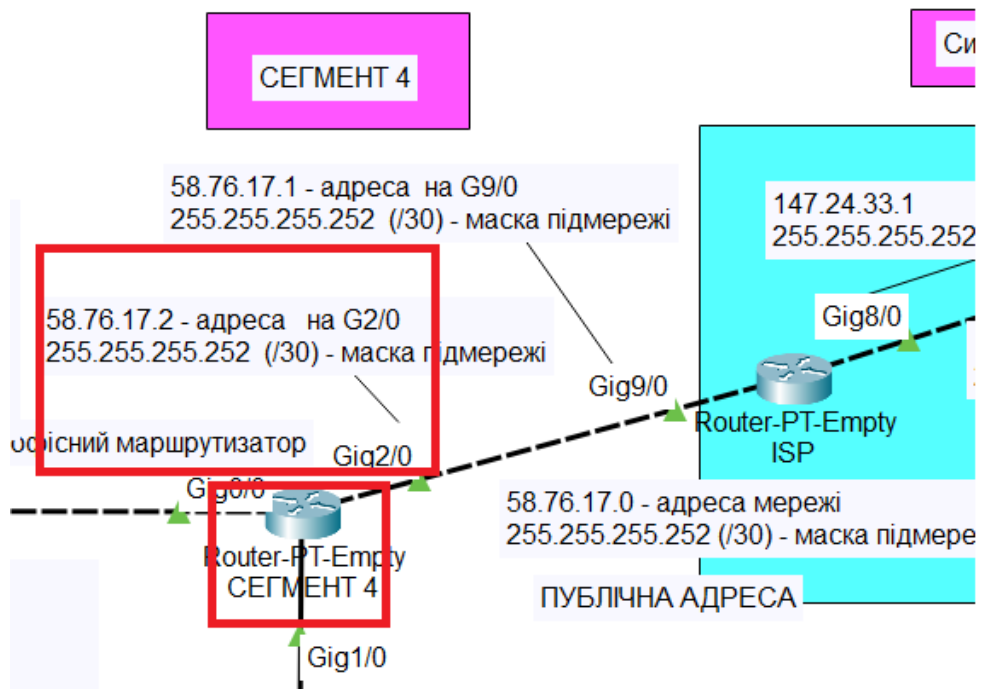 СЕГМЕНТ 4
Си
58.76.17.1 - адреса на G9/0
255.255.255.252 (/30) - маска підмережі
147.24.33.1
255.255.255.252
58.76.17.2 - адреса на G2/0
255.255.255.252 (/30) - маска підмережі
Gig8/0
Gig9/0
Router-PT-Empty
ISP
офісний маршрутизатор
Gig2/0
Gig0/0
58.76.17.0 - адреса мережі
255.255.255.252 (/30) - маска підмере
Router-PT-Empty
СЕГМЕНТ 4
ПУБЛІЧНА АДРЕСА
Gig1/0